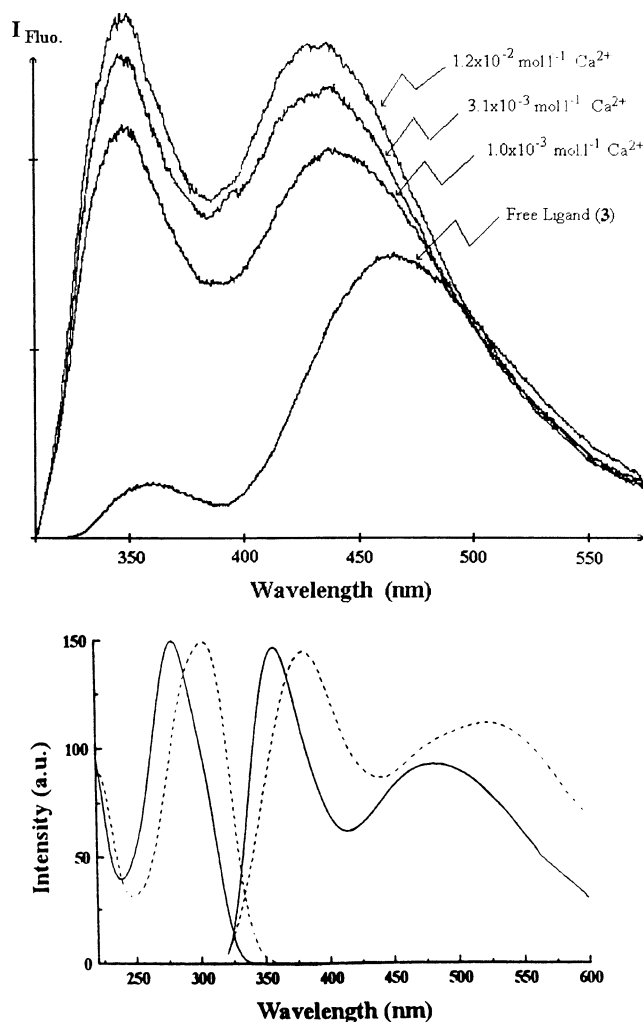 I Fluo.
1.2x10⁻² mol l⁻¹ Ca²⁺
3.1x10⁻³ mol l⁻¹ Ca²⁺
1.0x10⁻³ mol l⁻¹ Ca²⁺
Free Ligand (3)
350 400 450 500 550
Wavelength (nm)
150
100
50
0
Intensity (a.u.)
250 300 350 400 450 500 550 600
Wavelength (nm)